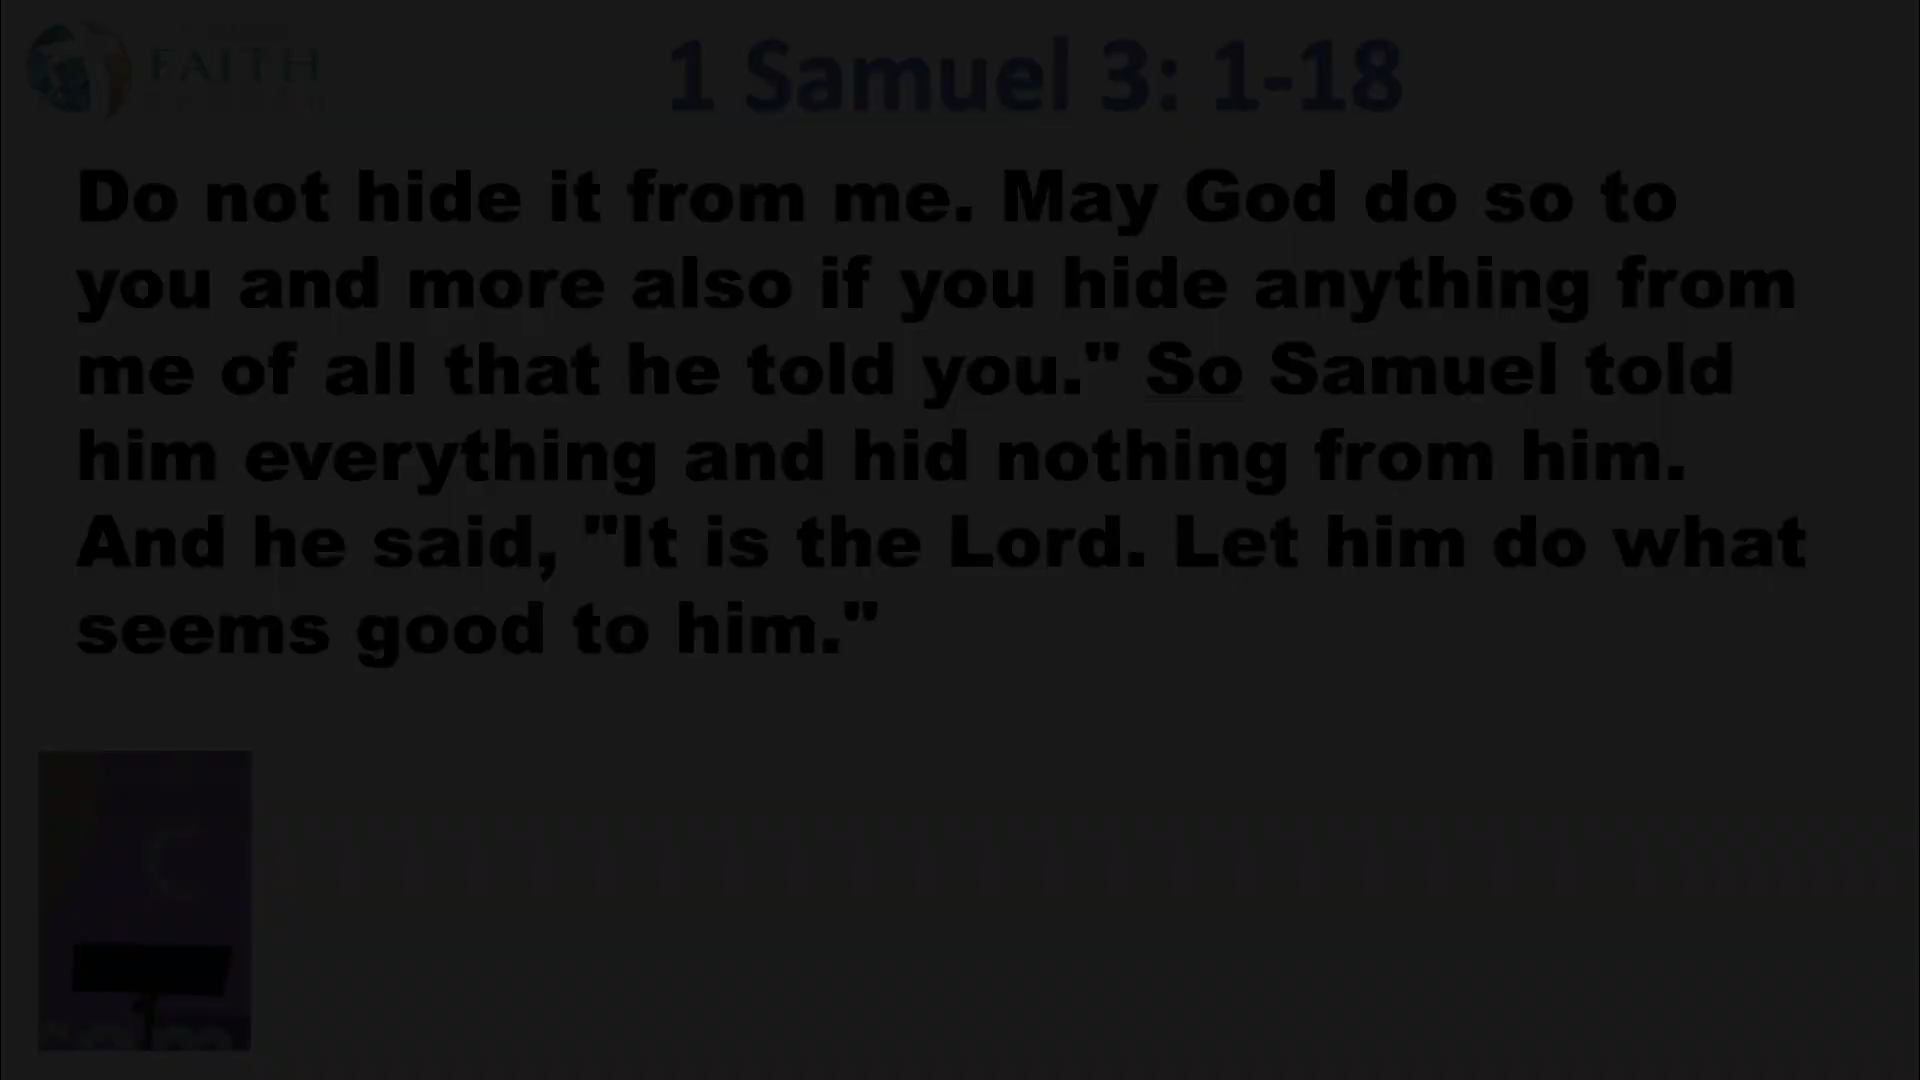 FAITH
1 Samuel 3: 1-18
Do not hide it from me. May God do so to
you and more also if you hide anything from
me of all that he told you." So Samuel told
him everything and hid nothing from him.
And he said, "It is the Lord. Let him do what
seems good to him."